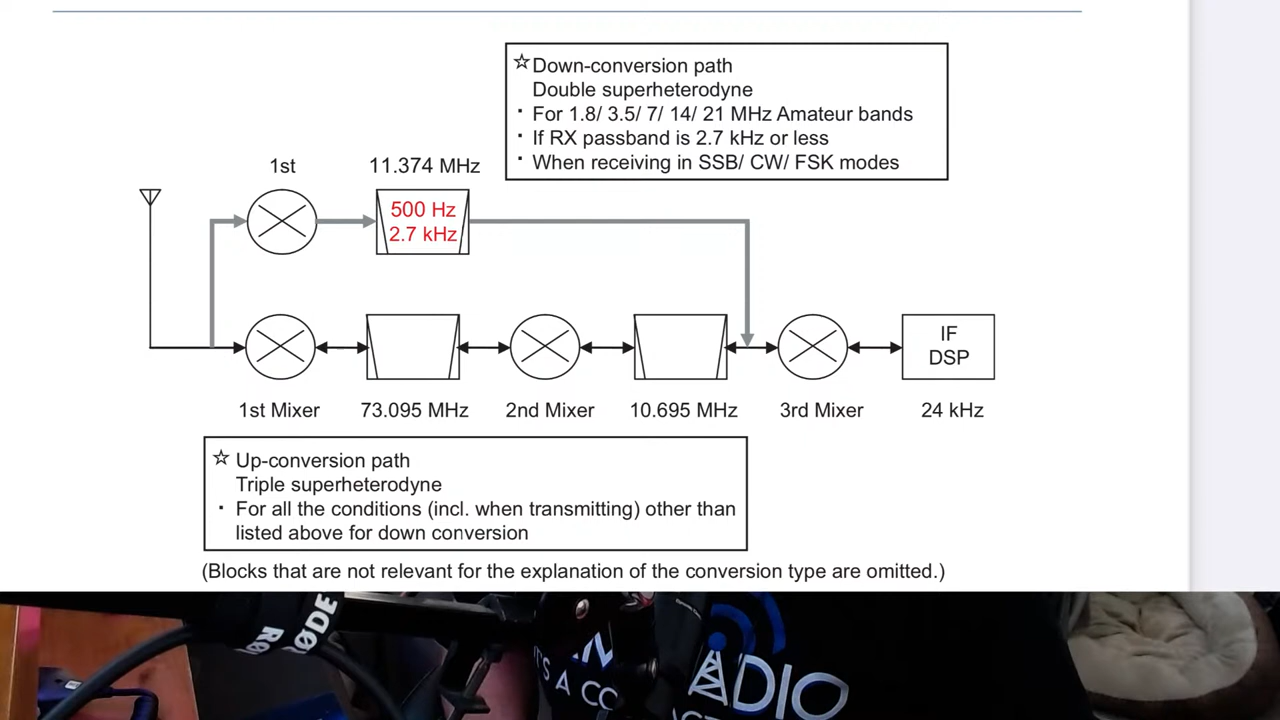 ☆Down-conversion path
Double superheterodyne
・For 1.8/ 3.5/ 7/ 14/ 21 MHz Amateur bands
・If RX passband is 2.7 kHz or less
・When receiving in SSB/ CW/ FSK modes
1st
11.374 MHz
500 Hz
2.7 kHz
IF
DSP
1st Mixer
73.095 MHz
2nd Mixer
10.695 MHz
3rd Mixer
24 kHz
☆ Up-conversion path
Triple superheterodyne
・For all the conditions (incl. when transmitting) other than
listed above for down conversion
(Blocks that are not relevant for the explanation of the conversion type are omitted.)
RØDE
ADIO